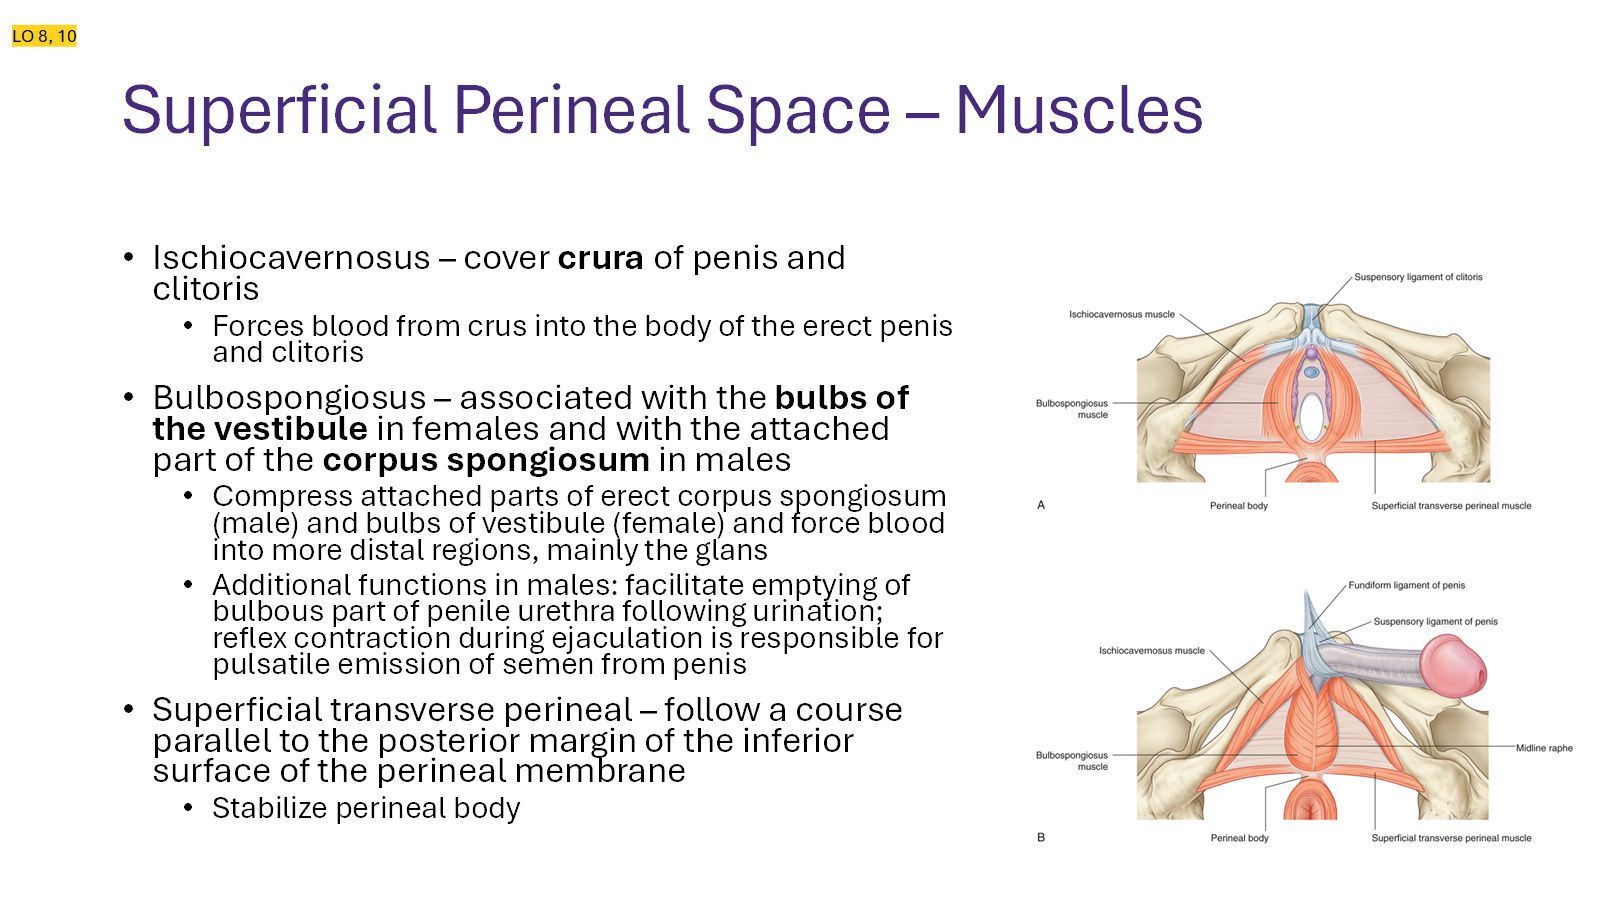 LO 8, 10
Superficial Perineal Space – Muscles
• Ischiocavernosus – cover crura of penis and
clitoris
• Forces blood from crus into the body of the erect penis
and clitoris
• Bulbospongiosus – associated with the bulbs of
the vestibule in females and with the attached
part of the corpus spongiosum in males
• Compress attached parts of erect corpus spongiosum
(male) and bulbs of vestibule (female) and force blood
into more distal regions, mainly the glans
• Additional functions in males: facilitate emptying of
bulbous part of penile urethra following urination;
reflex contraction during ejaculation is responsible for
pulsatile emission of semen from penis
• Superficial transverse perineal – follow a course
parallel to the posterior margin of the inferior
surface of the perineal membrane
• Stabilize perineal body
Suspensory ligament of clitoris
Ischiocavernosus muscle
Bulbospongiosus
muscle
Perineal body
Superficial transverse perineal muscle
A
Fundiform ligament of penis
Suspensory ligament of penis
Ischiocavernosus muscle
Midline raphe
Bulbospongiosus
muscle
Perineal body
Superficial transverse perineal muscle
B